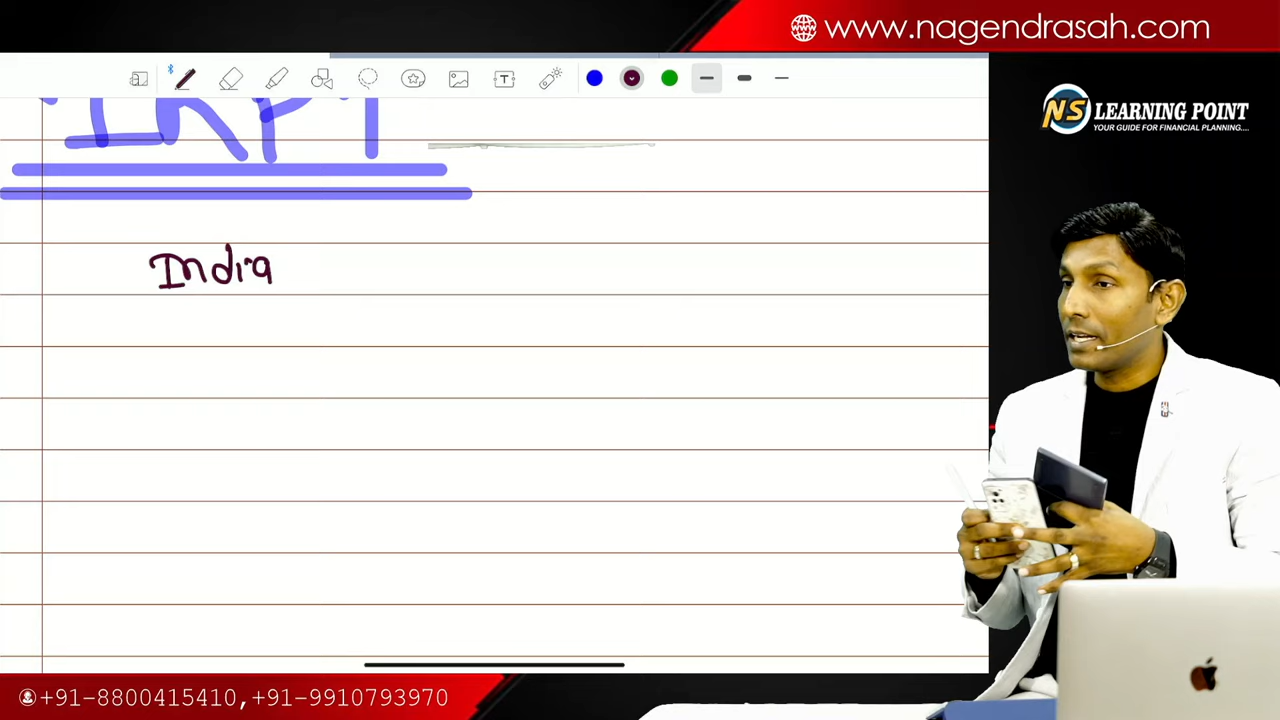 www.nagendrasah.com
NS LEARNING POINT
YOUR GUIDE FOR FINANCIAL PLANNING....
T
India
+91-8800415410,+91-9910793970